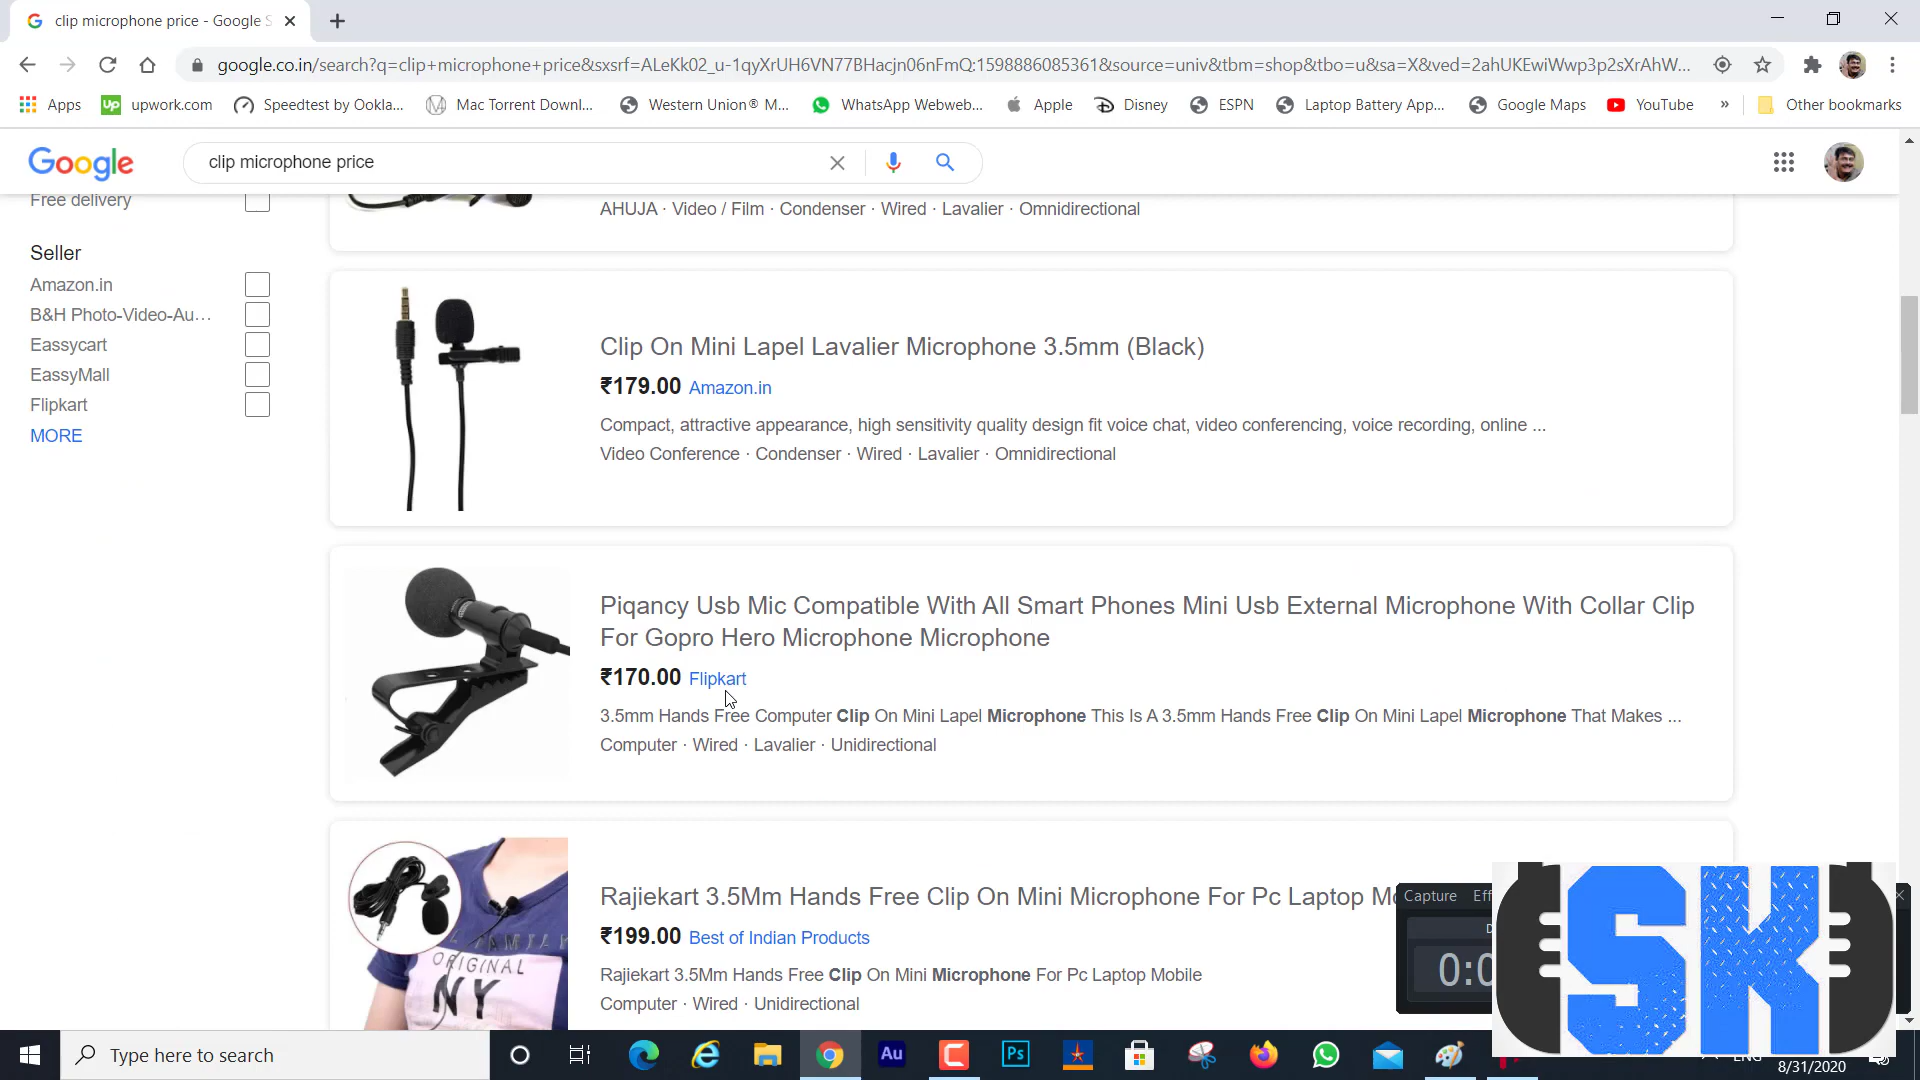 clip microphone price - Google S
google.co.in/search?q=clip+microphone+price&sxsrf=ALeKk02_u-1qyXrUH6VN77BHacjn06nFmQ:1598886085361&source=univ&tbm=shop&tbo=u&sa=X&ved=2ahUKEwiWwp3p2sXrAhW...
Apps upwork.com Speedtest by Ookla... Mac Torrent Downl... Western Union® M... WhatsApp Webweb... Apple Disney ESPN Laptop Battery App... Google Maps YouTube » Other bookmarks
Google clip microphone price
Free delivery
Seller
Amazon.in
B&H Photo-Video-Au...
Eassycart
EassyMall
Flipkart
MORE
AHUJA · Video / Film · Condenser · Wired · Lavalier · Omnidirectional
Clip On Mini Lapel Lavalier Microphone 3.5mm (Black)
₹179.00 Amazon.in
Compact, attractive appearance, high sensitivity quality design fit voice chat, video conferencing, voice recording, online ...
Video Conference · Condenser · Wired · Lavalier · Omnidirectional
Piqancy Usb Mic Compatible With All Smart Phones Mini Usb External Microphone With Collar Clip
For Gopro Hero Microphone Microphone
₹170.00 Flipkart
3.5mm Hands Free Computer Clip On Mini Lapel Microphone This Is A 3.5mm Hands Free Clip On Mini Lapel Microphone That Makes ...
Computer · Wired · Lavalier · Unidirectional
ORIGINAL
NY
Rajiekart 3.5Mm Hands Free Clip On Mini Microphone For Pc Laptop
₹199.00 Best of Indian Products
Rajiekart 3.5Mm Hands Free Clip On Mini Microphone For Pc Laptop Mobile
Computer · Wired · Unidirectional
Capture
SK
Type here to search
Au
Ps
ENG
8/31/2020